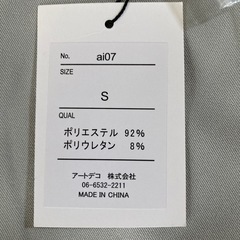 No. ai07
SIZE
S
QUAL
ポリエステル 92%
ポリウレタン 8%
アートデコ 株式会社
06-6532-2211
MADE IN CHINA